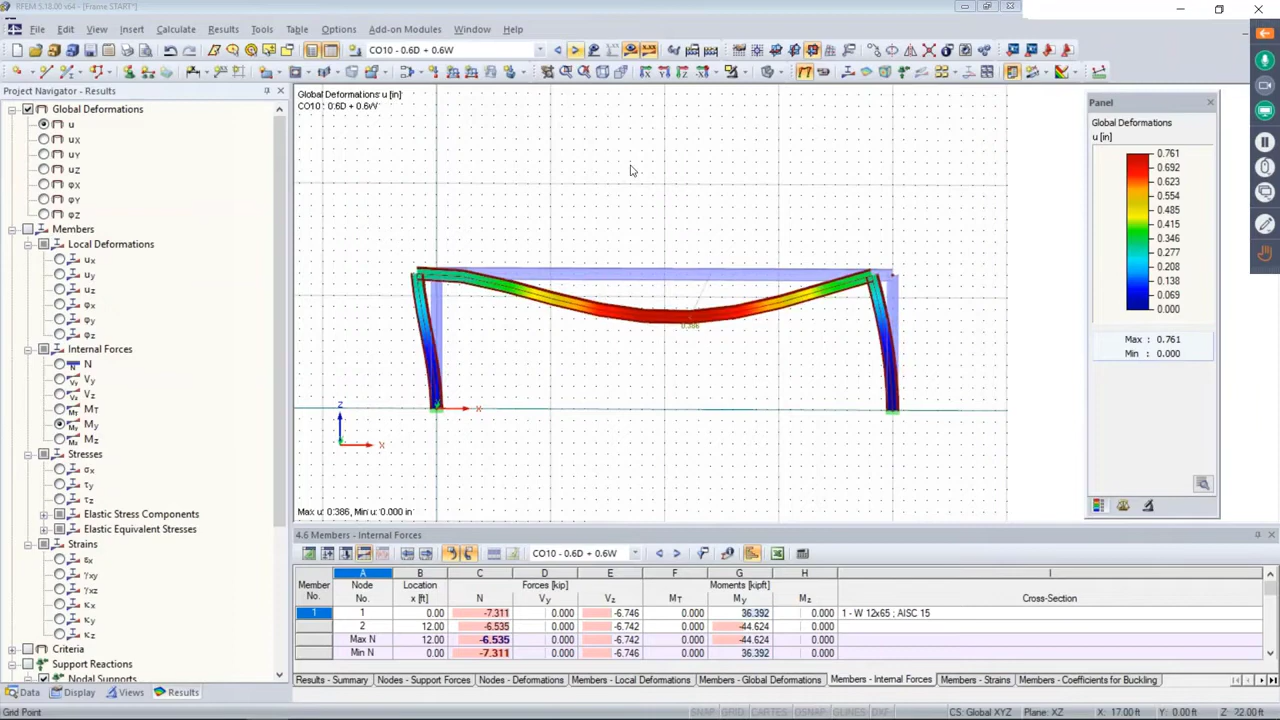 RFEM 5.18.00 x64 - [Frame START*]
File Edit View Insert Calculate Results Tools Table Options Add-on Modules Window Help
CO10 - 0.6D + 0.6W
Project Navigator - Results
Global Deformations
u
uX
uY
uZ
φX
φY
φZ
Members
Local Deformations
ux
uy
uz
φx
φy
φz
Internal Forces
N
Vy
Vz
MT
My
Mz
Stresses
σx
τy
τz
Elastic Stress Components
Elastic Equivalent Stresses
Strains
εx
γxy
γxz
κx
κy
κz
Criteria
Support Reactions
Nodal Supports
Data Display Views Results
Global Deformations u [in]
CO10 : 0.6D + 0.6W
0.386
Z
X
X
Max u: 0.386, Min u: 0.000 in
Panel
Global Deformations
u [in]
0.761
0.692
0.623
0.554
0.485
0.415
0.346
0.277
0.208
0.138
0.069
0.000
Max : 0.761
Min : 0.000
4.6 Members - Internal Forces
CO10 - 0.6D + 0.6W
A B C D E F G H I
Member Node Location Forces [kip] Moments [kipft]
No. No. x [ft] N Vy Vz MT My Mz Cross-Section
1 1 0.00 -7.311 0.000 -6.746 0.000 36.392 0.000 1 - W 12x65 ; AISC 15
2 12.00 -6.535 0.000 -6.742 0.000 -44.624 0.000
Max N 12.00 -6.535 0.000 -6.742 0.000 -44.624 0.000
Min N 0.00 -7.311 0.000 -6.746 0.000 36.392 0.000
Results - Summary Nodes - Support Forces Nodes - Deformations Members - Local Deformations Members - Global Deformations Members - Internal Forces Members - Strains Members - Coefficients for Buckling
Grid Point SNAP GRID CARTES OSNAP GLINES DXF CS: Global XYZ Plane: XZ X: 17.00 ft Y: 0.00 ft Z: 72.00 ft